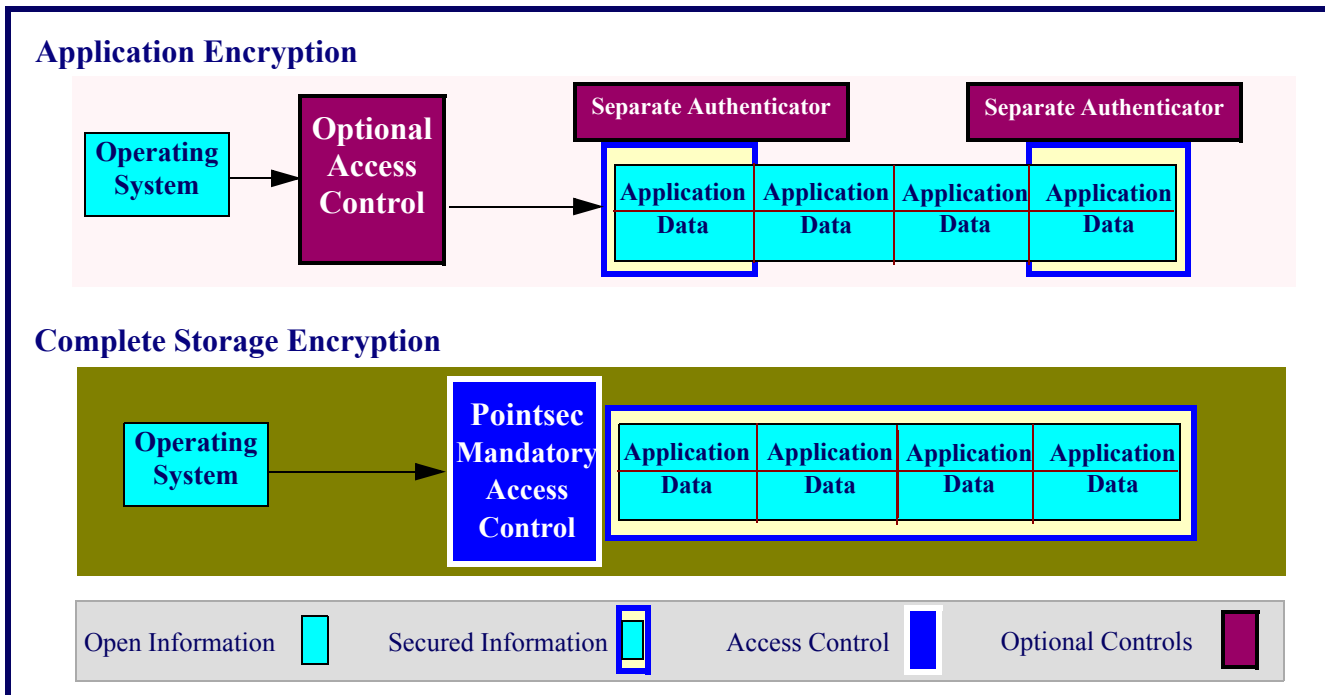 Application Encryption
Separate Authenticator
Separate Authenticator
Operating
System
Optional
Access
Control
Application
Data
Application
Data
Application
Data
Application
Data
Complete Storage Encryption
Operating
System
Pointsec
Mandatory
Access
Control
Application
Data
Application
Data
Application
Data
Application
Data
Open Information
Secured Information
Access Control
Optional Controls